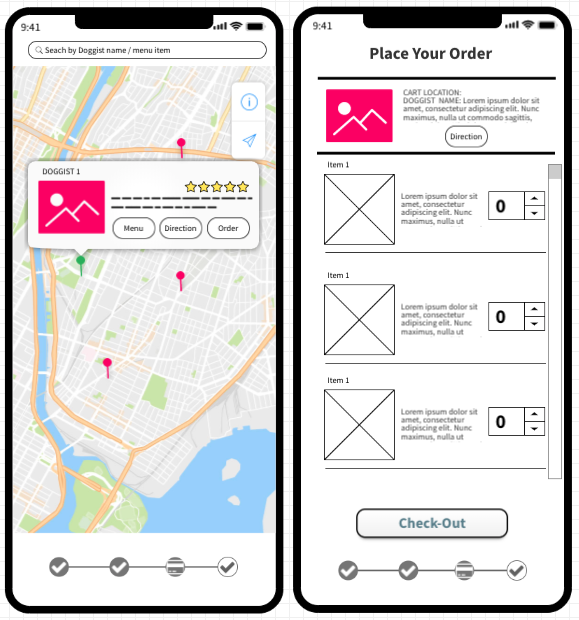 9:41
Seach by Doggist name / menu item
DOGGIST 1
Menu
Direction
Order
9:41
Place Your Order
CART LOCATION:
DOGGIST NAME: Lorem ipsum dolor sit
amet, consectetur adipiscing elit. Nunc
maximus, nulla ut commodo sagittis,
Direction
Item 1
Lorem ipsum dolor sit
amet, consectetur
adipiscing elit. Nunc
maximus, nulla ut
0
Item 1
Lorem ipsum dolor sit
amet, consectetur
adipiscing elit. Nunc
maximus, nulla ut
0
Item 1
Lorem ipsum dolor sit
amet, consectetur
adipiscing elit. Nunc
maximus, nulla ut
0
Check-Out